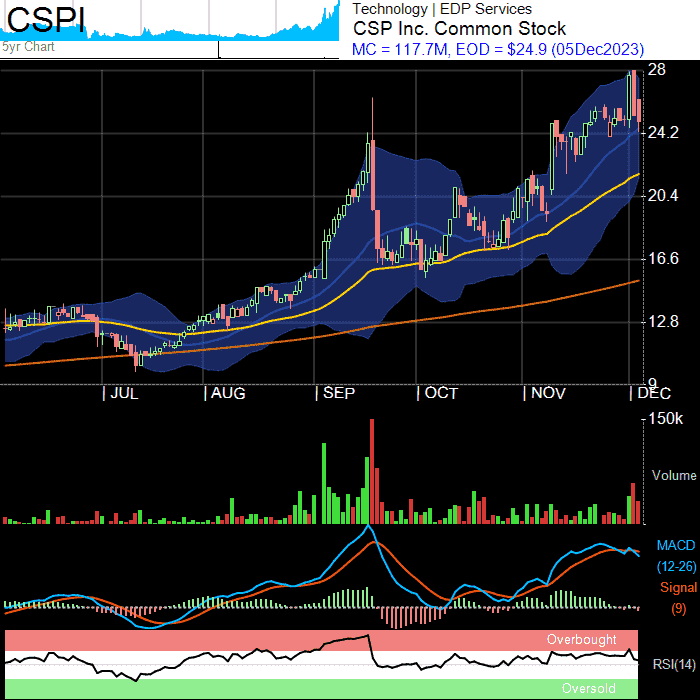 CSPI
5yr Chart
Technology | EDP Services
CSP Inc. Common Stock
MC = 117.7M, EOD = $24.9 (05Dec2023)
28
24.2
20.4
16.6
12.8
9
JUL AUG SEP OCT NOV DEC
150k
Volume
MACD
(12-26)
Signal
(9)
Overbought
RSI(14)
Oversold